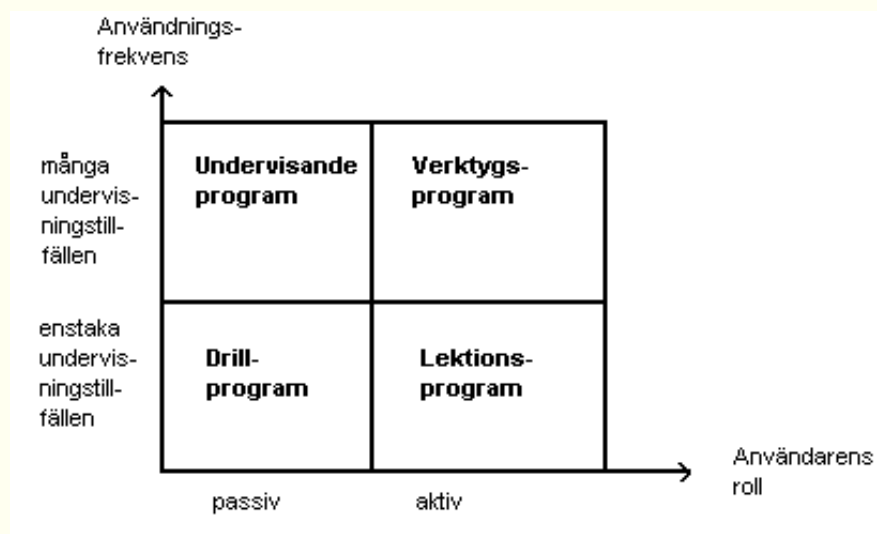 Användnings-
frekvens
många
undervis-
ningstill-
fällen
Undervisande
program
Verktygs-
program
enstaka
undervis-
ningstill-
fällen
Drill-
program
Lektions-
program
Användarens
roll
passiv
aktiv